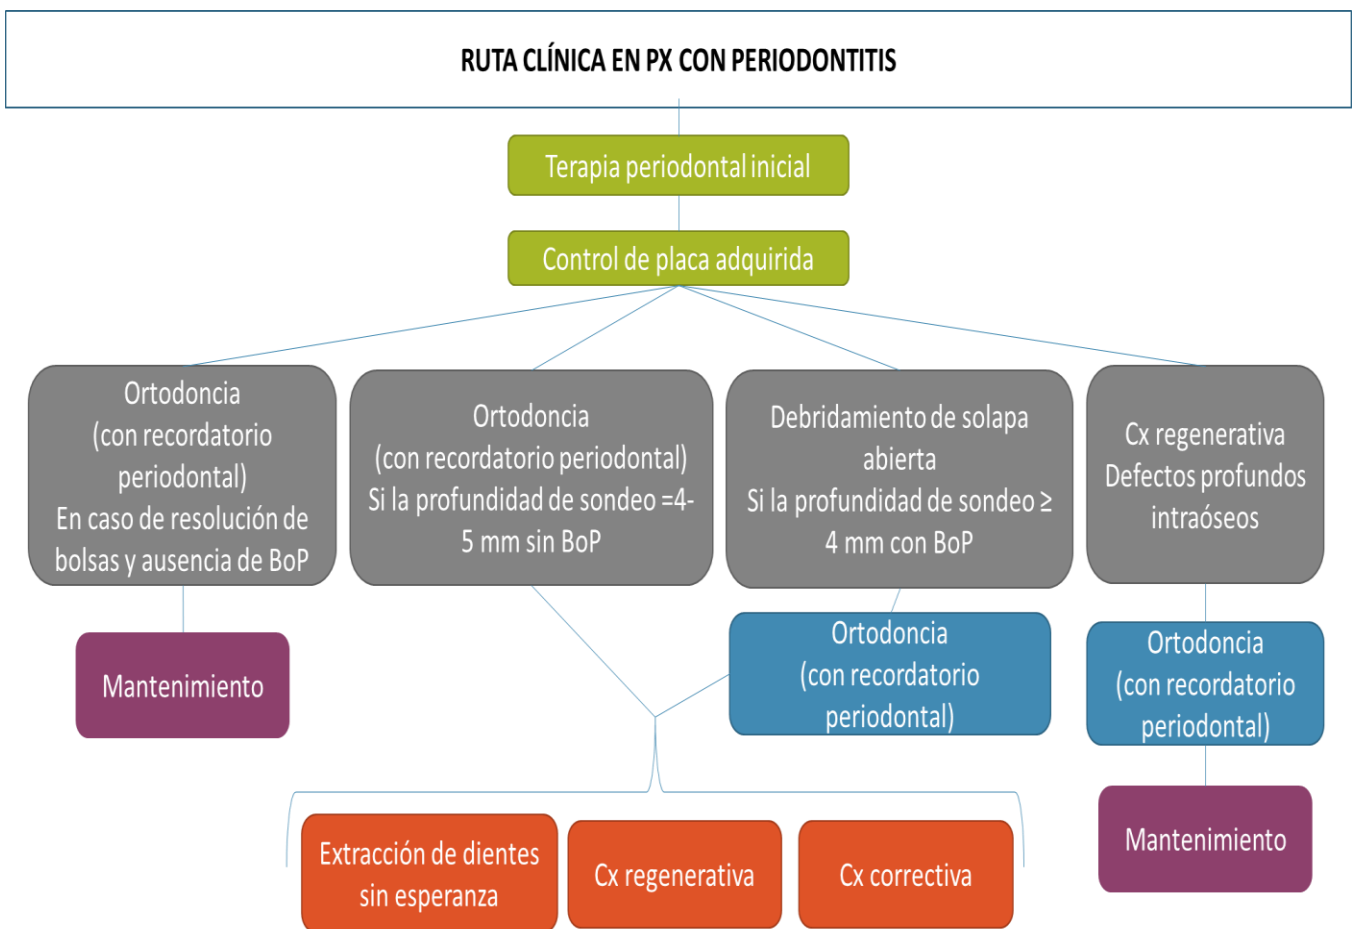 RUTA CLÍNICA EN PX CON PERIODONTITIS
Terapia periodontal inicial
Control de placa adquirida
Ortodoncia
(con recordatorio
periodontal)
En caso de resolución de
bolsas y ausencia de BoP
Ortodoncia
(con recordatorio periodontal)
Si la profundidad de sondeo =4-
5 mm sin BoP
Debridamiento de solapa
abierta
Si la profundidad de sondeo ≥
4 mm con BoP
Cx regenerativa
Defectos profundos
intraóseos
Mantenimiento
Ortodoncia
(con recordatorio
periodontal)
Ortodoncia
(con recordatorio
periodontal)
Extracción de dientes
sin esperanza
Cx regenerativa
Cx correctiva
Mantenimiento